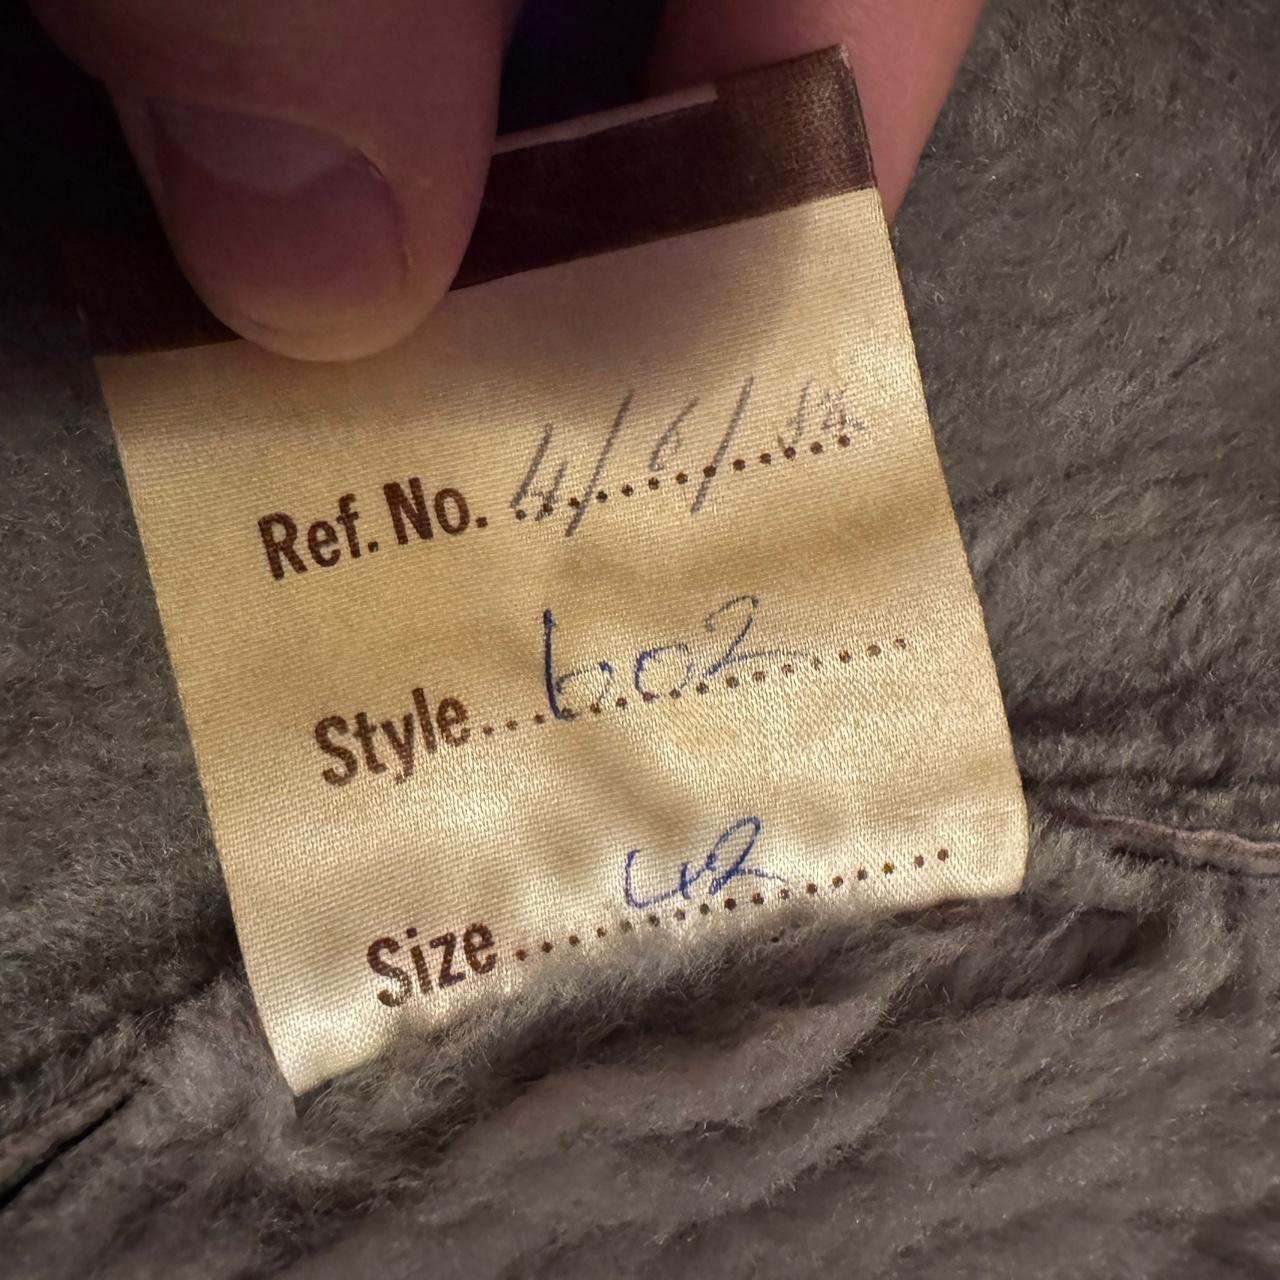 Ref. No. 4/6/
Style... 602
Size... 42